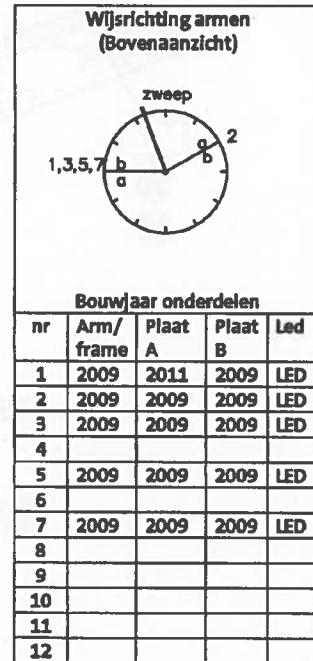 Wijsrichting armen
(Bovenaanzicht)
zweep
2
a
b
1,3,5,7
b
a
Bouwjaar onderdelen
nr Arm/ frame Plaat A Plaat B Led
1 2009 2011 2009 LED
2 2009 2009 2009 LED
3 2009 2009 2009 LED
4
5 2009 2009 2009 LED
6
7 2009 2009 2009 LED
8
9
10
11
12